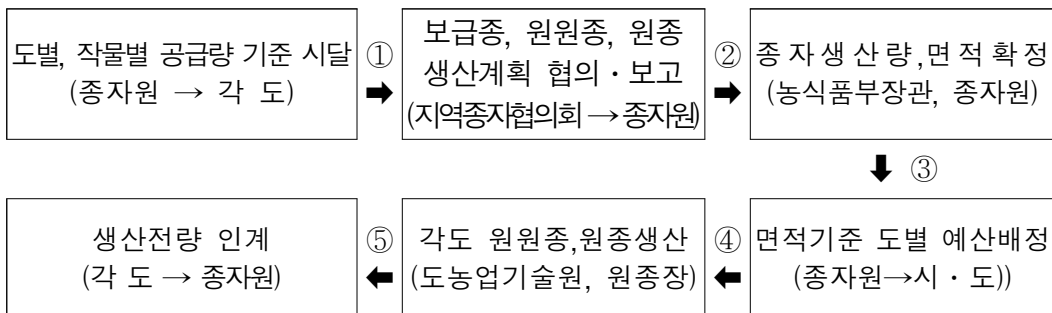 도별, 작물별 공급량 기준 시달
(종자원 → 각 도)
①
➡
보급종, 원원종, 원종
생산계획 협의ㆍ보고
(지역종자협의회 → 종자원)
②
➡
종자생산량,면적확정
(농식품부장관, 종자원)
⬇ ③
면적기준 도별 예산배정
(종자원→시ㆍ도))
④
⬅
각도 원원종,원종생산
(도농업기술원, 원종장)
⑤
⬅
생산전량 인계
(각 도 → 종자원)